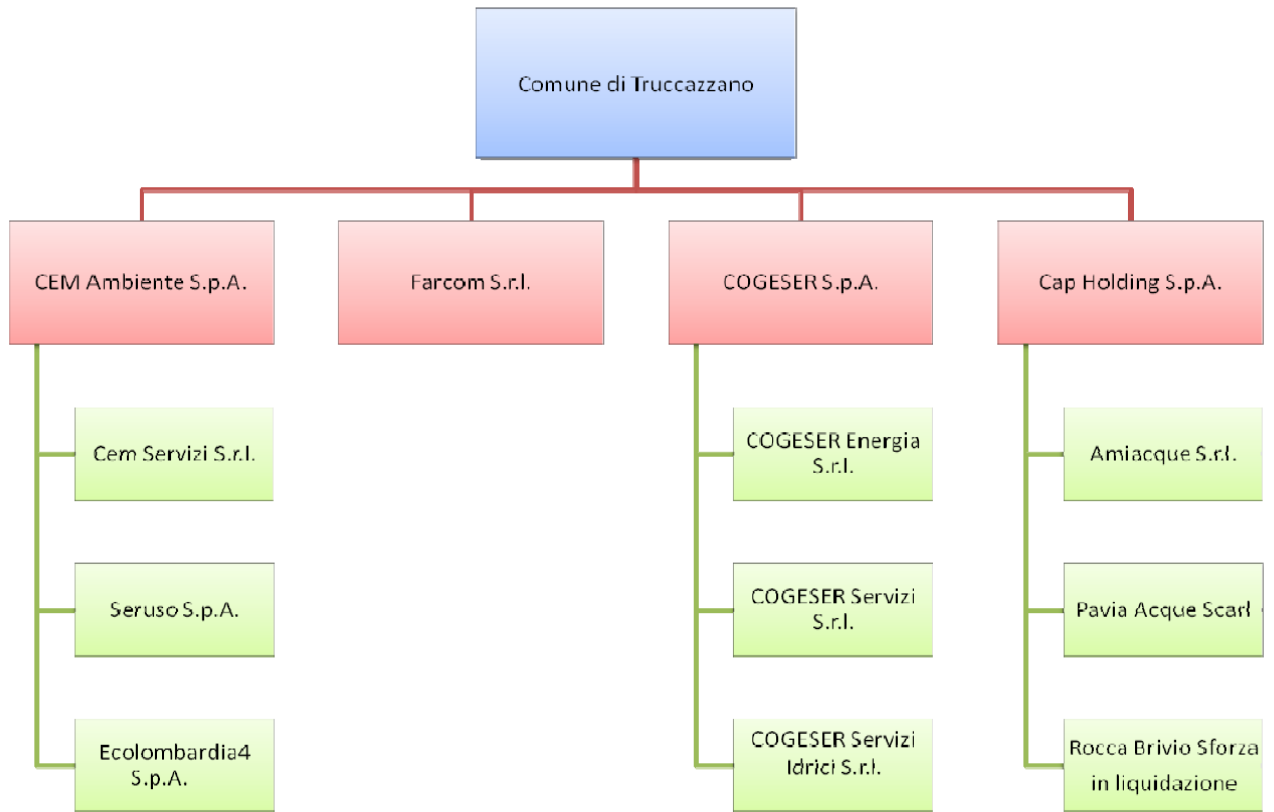 Comune di Truccazzano
CEM Ambiente S.p.A.
Farcom S.r.l.
COGESER S.p.A.
Cap Holding S.p.A.
Cem Servizi S.r.l.
Seruso S.p.A.
Ecolombardia4
S.p.A.
COGESER Energia
S.r.l.
COGESER Servizi
S.r.l.
COGESER Servizi
Idrici S.r.l.
Amiacque S.r.l.
Pavia Acque Scarl
Rocca Brivio Sforza
in liquidazione